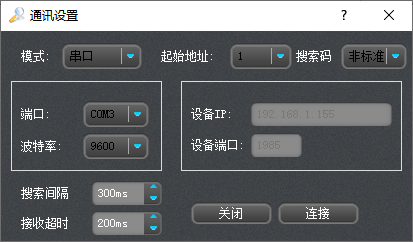 通讯设置
模式: 串口 起始地址: 1 搜索码 非标准
端口: COM3
波特率: 9600
设备IP: 192.168.1.155
设备端口: 1986
搜索间隔 300ms
接收超时 200ms
关闭 连接